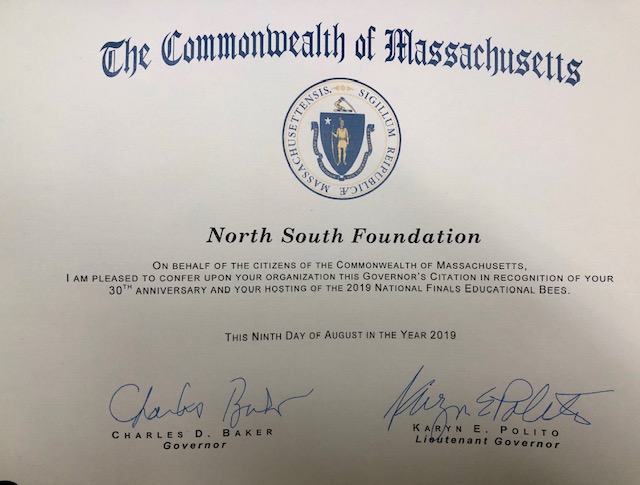 The Commonwealth of Massachusetts
SIGILLUM REIPUBLICÆ MASSACHUSETTENSIS.
North South Foundation
ON BEHALF OF THE CITIZENS OF THE COMMONWEALTH OF MASSACHUSETTS,
I AM PLEASED TO CONFER UPON YOUR ORGANIZATION THIS GOVERNOR'S CITATION IN RECOGNITION OF YOUR
30TH ANNIVERSARY AND YOUR HOSTING OF THE 2019 NATIONAL FINALS EDUCATIONAL BEES.
THIS NINTH DAY OF AUGUST IN THE YEAR 2019
Charles Baker
Karyn E Polito
CHARLES D. BAKER
Governor
KARYN E. POLITO
Lieutenant Governor